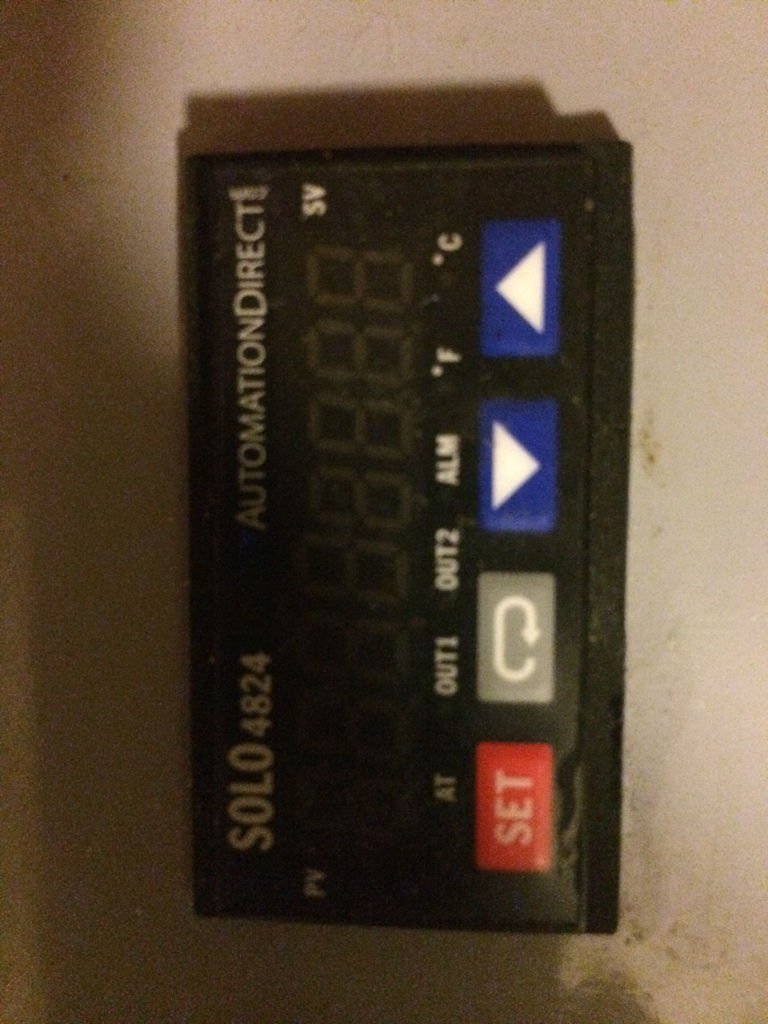 SOLO 4824 AUTOMATIONDIRECT
PV SV
AT OUT1 OUT2 ALM °F °C
SET